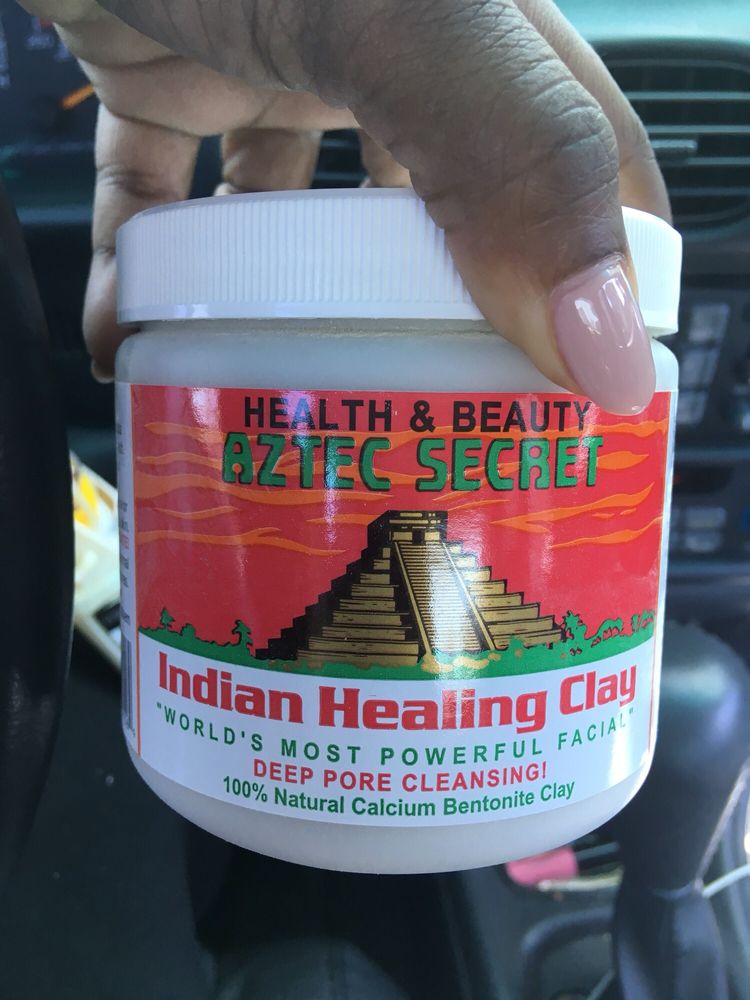 HEALTH & BEAUTY
AZTEC SECRET
Indian Healing Clay
"WORLD'S MOST POWERFUL FACIAL"
DEEP PORE CLEANSING!
100% Natural Calcium Bentonite Clay